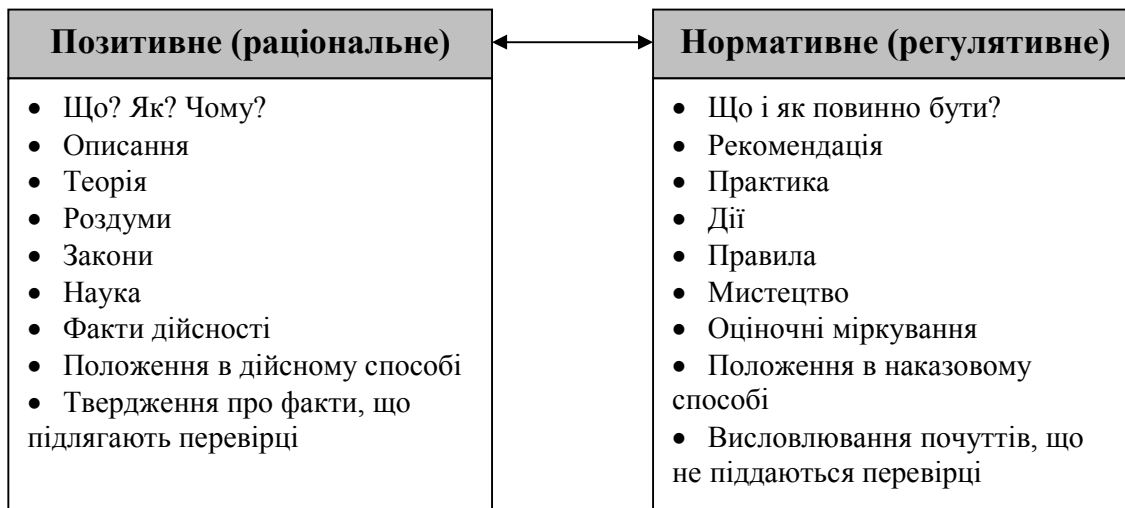 Позитивне (раціональне)
• Що? Як? Чому?
• Описання
• Теорія
• Роздуми
• Закони
• Наука
• Факти дійсності
• Положення в дійсному способі
• Твердження про факти, що
підлягають перевірці
Нормативне (регулятивне)
• Що і як повинно бути?
• Рекомендація
• Практика
• Дії
• Правила
• Мистецтво
• Оціночні міркування
• Положення в наказовому
способі
• Висловлювання почуттів, що
не піддаються перевірці